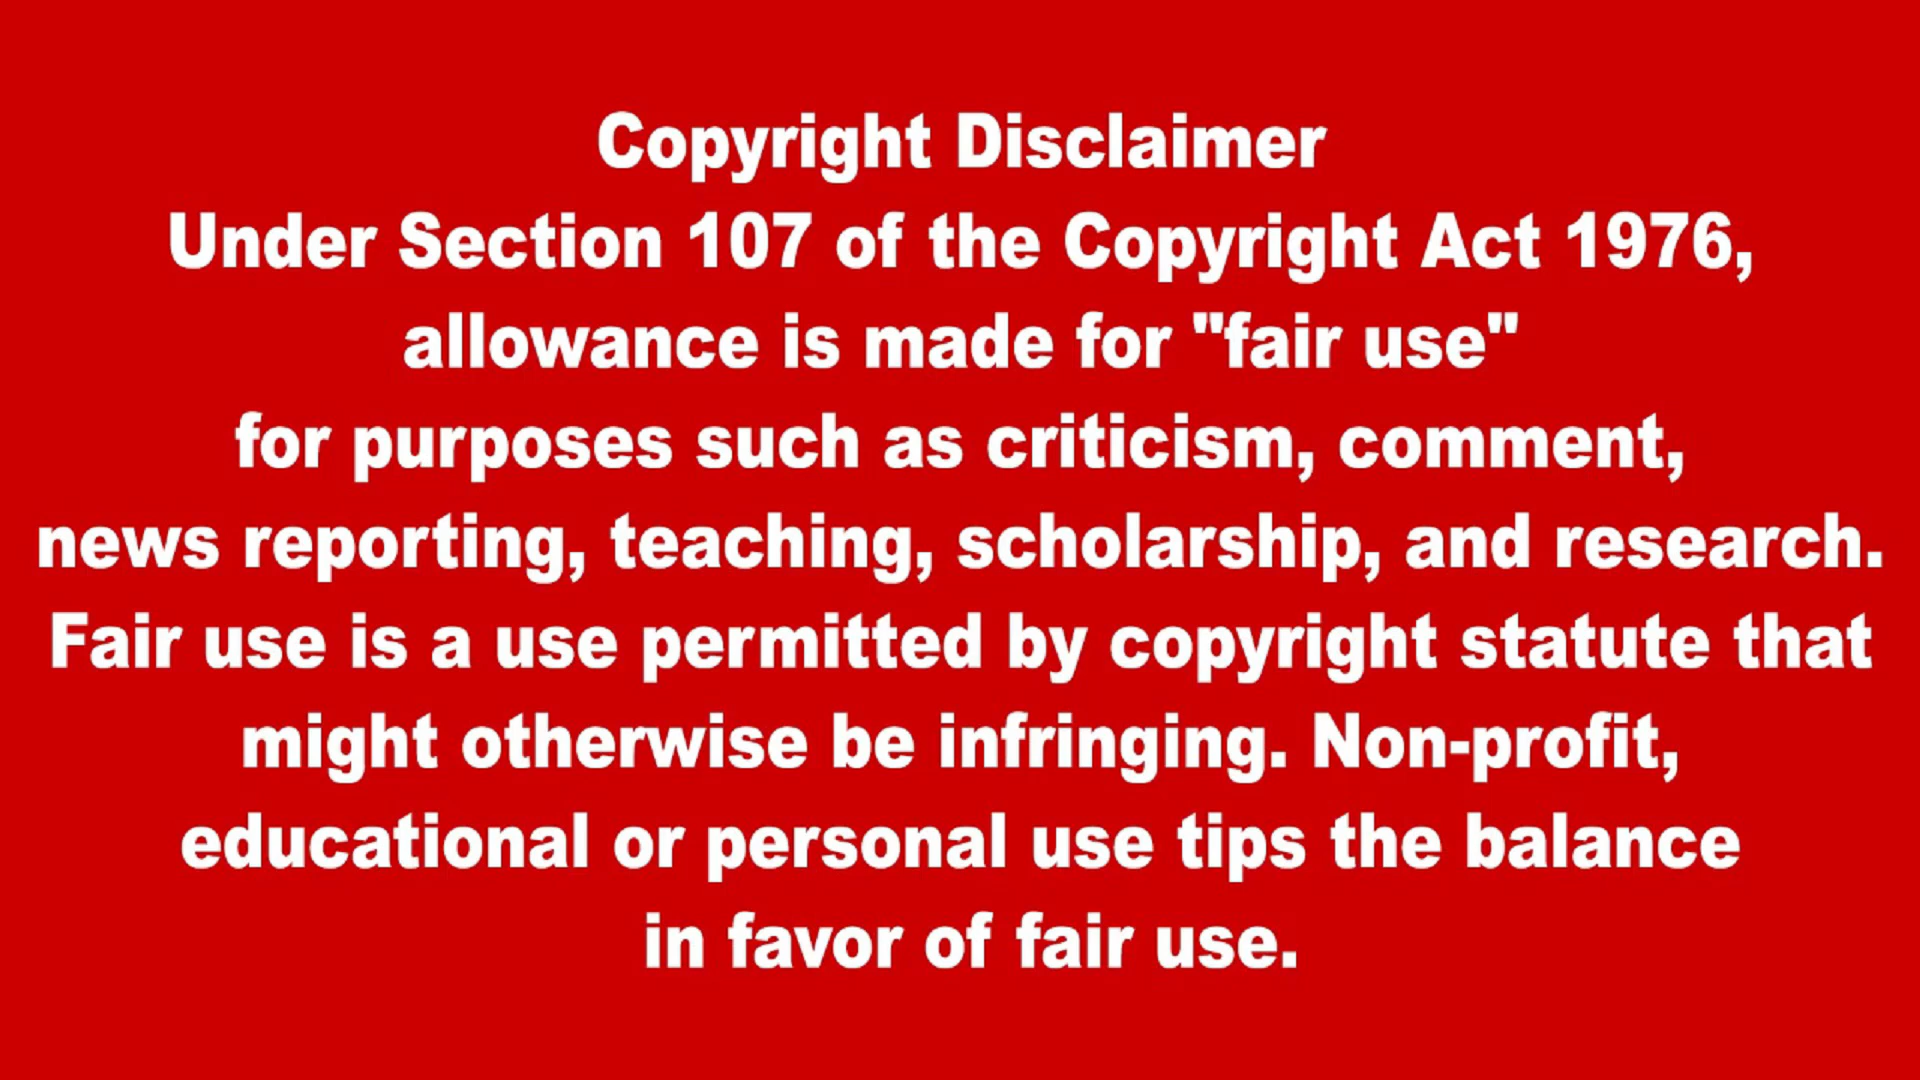 Copyright Disclaimer
Under Section 107 of the Copyright Act 1976,
allowance is made for "fair use"
for purposes such as criticism, comment,
news reporting, teaching, scholarship, and research.
Fair use is a use permitted by copyright statute that
might otherwise be infringing. Non-profit,
educational or personal use tips the balance
in favor of fair use.